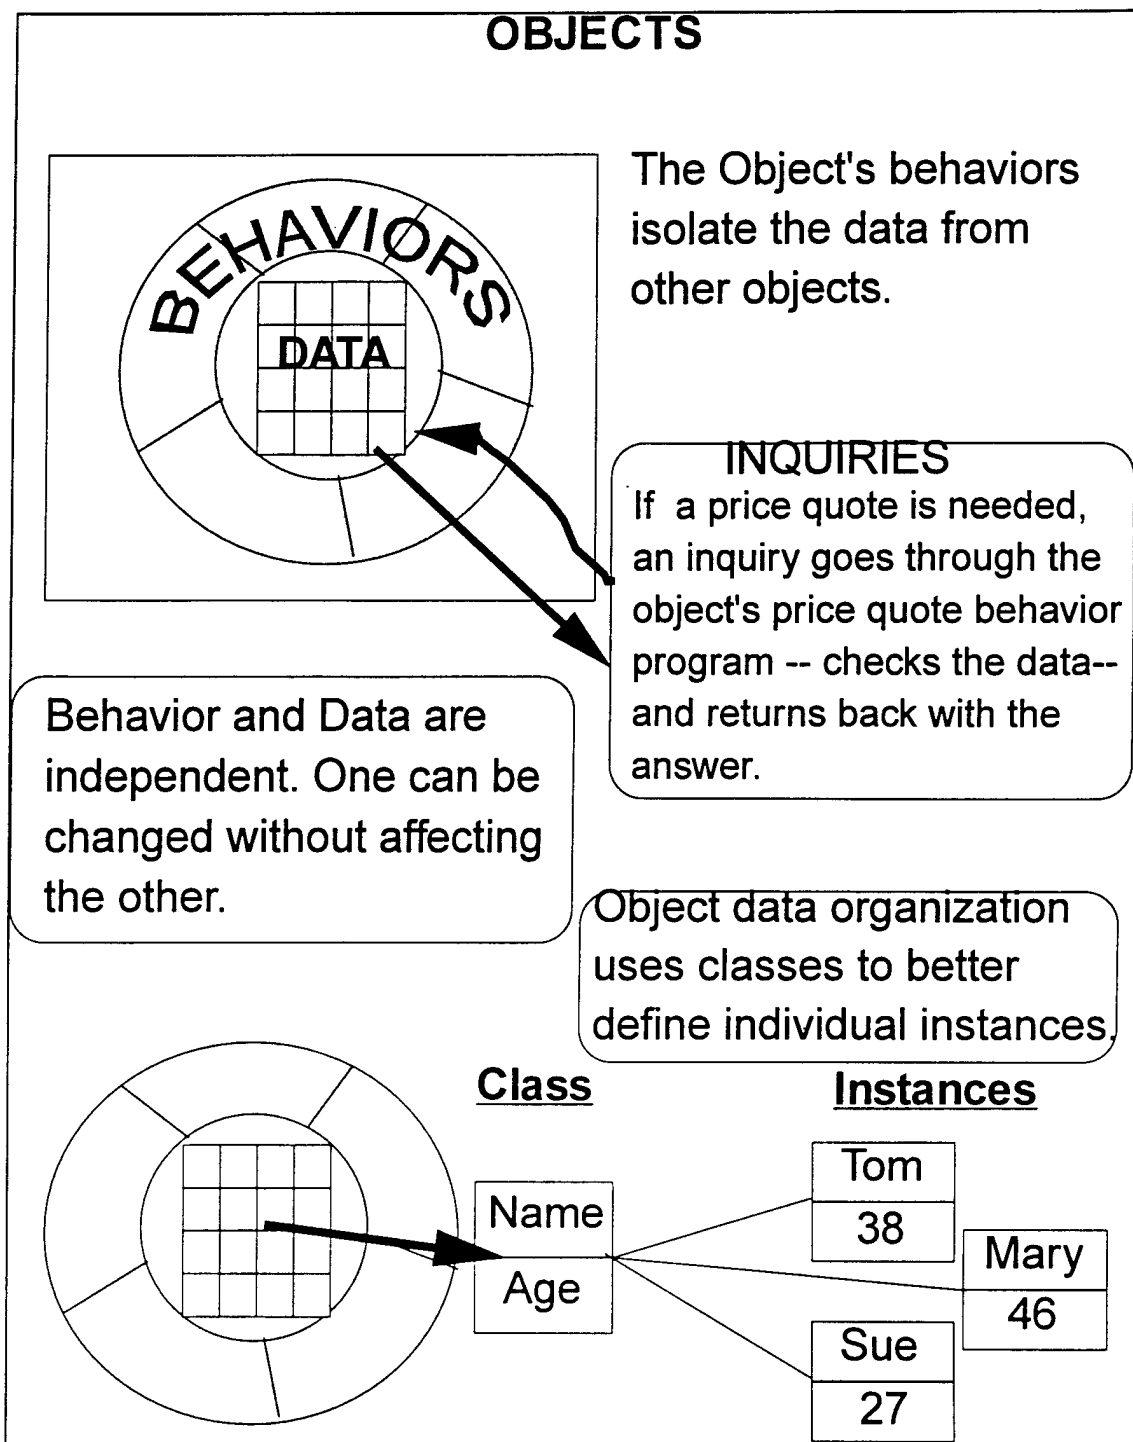 OBJECTS
BEHAVIORS
DATA
The Object's behaviors
isolate the data from
other objects.
INQUIRIES
If a price quote is needed,
an inquiry goes through the
object's price quote behavior
program -- checks the data--
and returns back with the
answer.
Behavior and Data are
independent. One can be
changed without affecting
the other.
Object data organization
uses classes to better
define individual instances.
Class
Instances
Name
Age
Tom
38
Mary
46
Sue
27